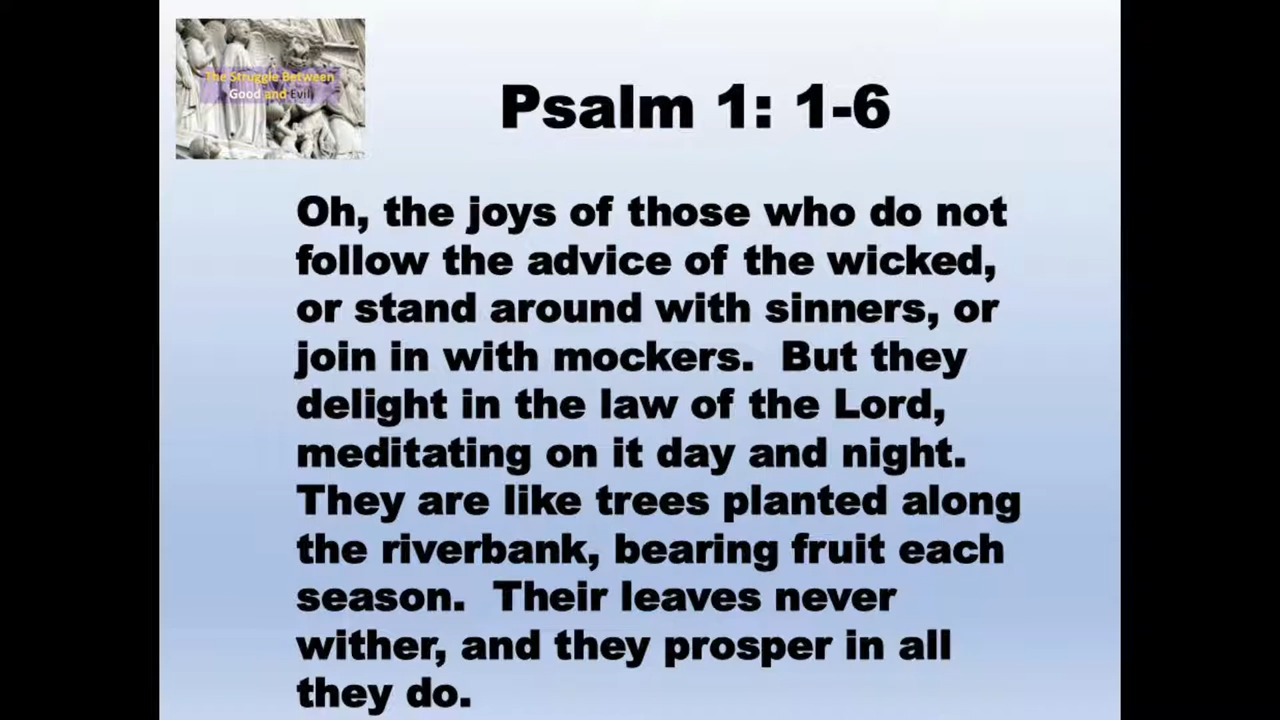 The Struggle Between
Good and Evil
Psalm 1: 1-6
Oh, the joys of those who do not
follow the advice of the wicked,
or stand around with sinners, or
join in with mockers.  But they
delight in the law of the Lord,
meditating on it day and night.
They are like trees planted along
the riverbank, bearing fruit each
season.  Their leaves never
wither, and they prosper in all
they do.